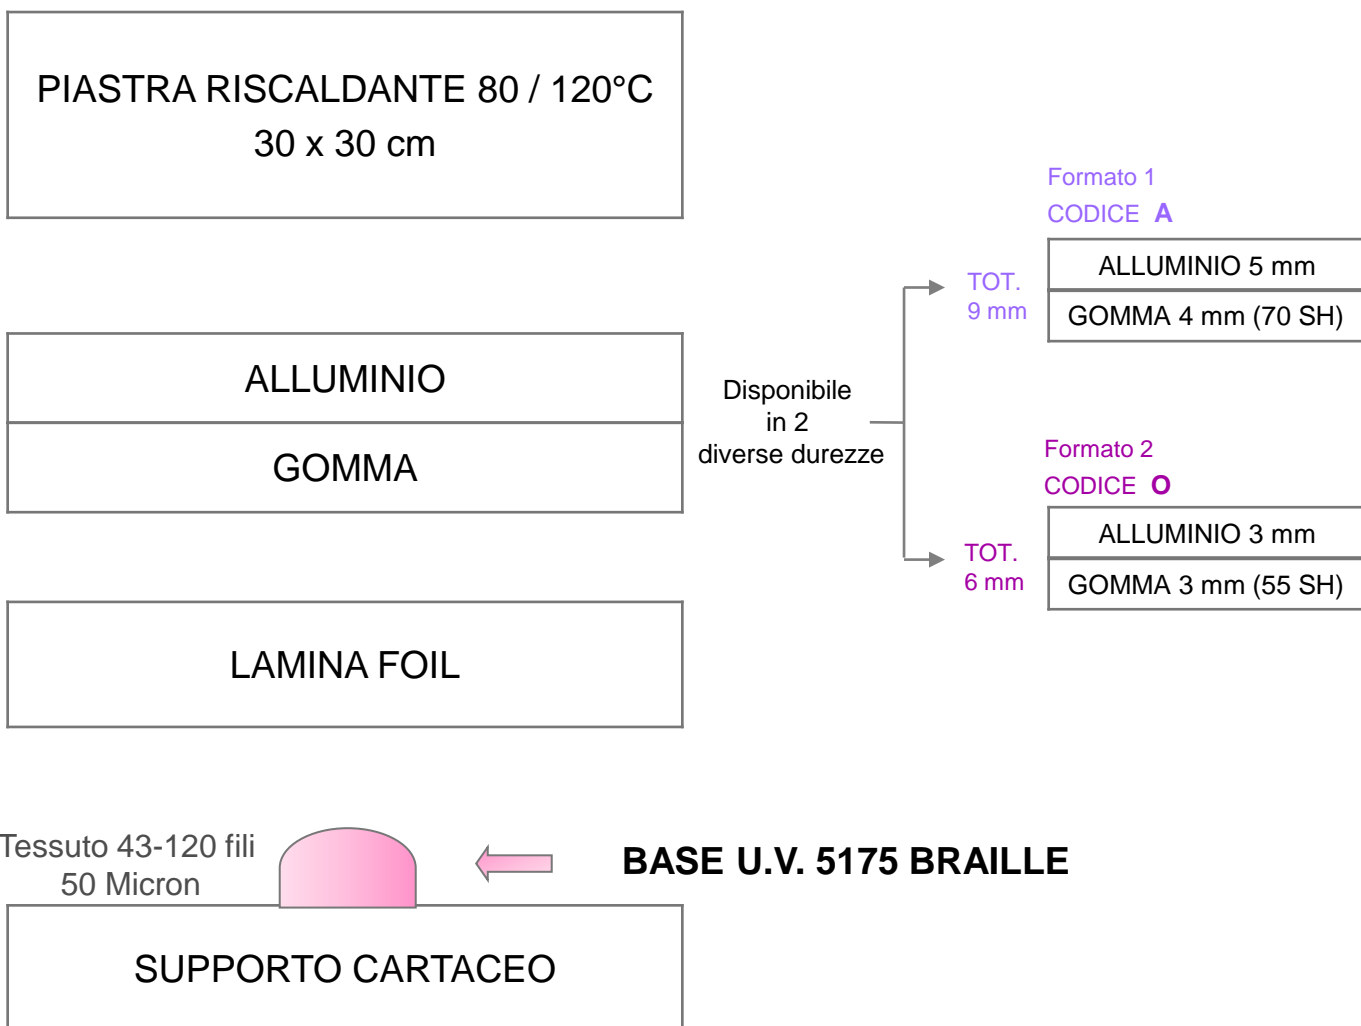 PIASTRA RISCALDANTE 80 / 120°C
30 x 30 cm
Formato 1
CODICE A
ALLUMINIO 5 mm
GOMMA 4 mm (70 SH)
TOT.
9 mm
ALLUMINIO
GOMMA
Disponibile
in 2
diverse durezze
Formato 2
CODICE O
ALLUMINIO 3 mm
GOMMA 3 mm (55 SH)
TOT.
6 mm
LAMINA FOIL
Tessuto 43-120 fili
50 Micron
BASE U.V. 5175 BRAILLE
SUPPORTO CARTACEO